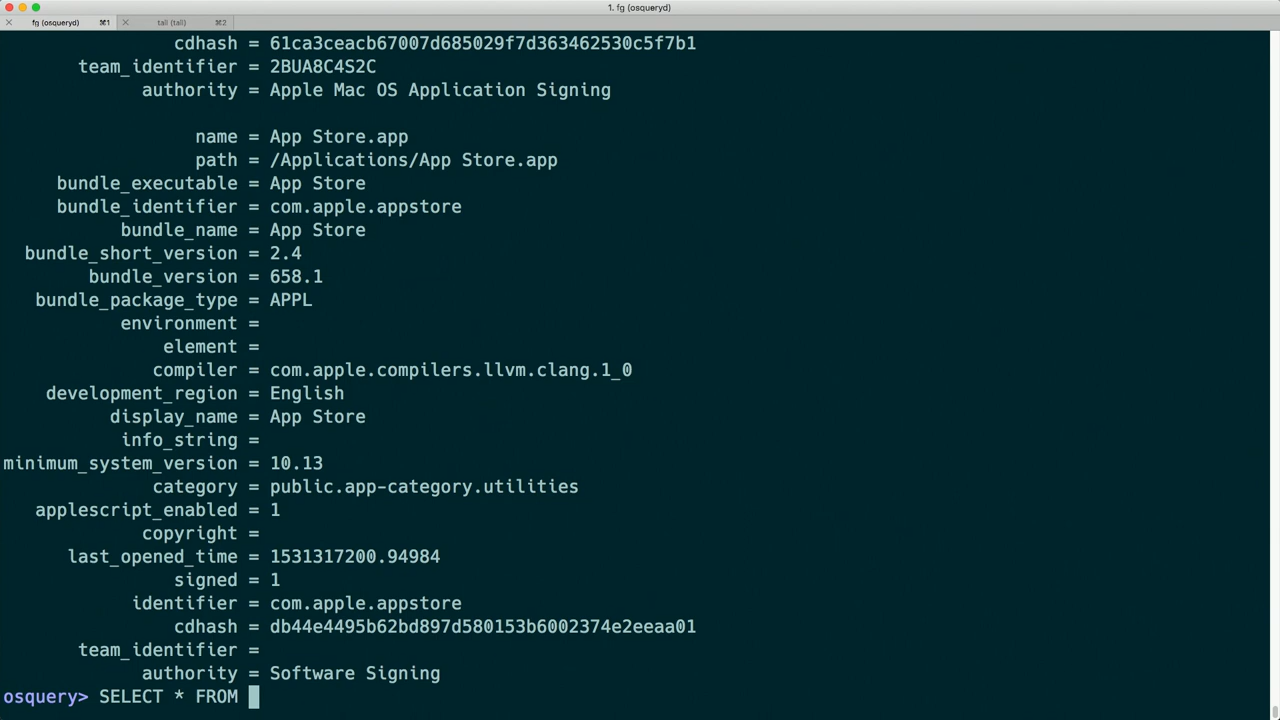 1. fg (osqueryd)
fg (osqueryd) ⌘1 tail (tail) ⌘2
cdhash = 61ca3ceacb67007d685029f7d363462530c5f7b1
team_identifier = 2BUA8C4S2C
authority = Apple Mac OS Application Signing
name = App Store.app
path = /Applications/App Store.app
bundle_executable = App Store
bundle_identifier = com.apple.appstore
bundle_name = App Store
bundle_short_version = 2.4
bundle_version = 658.1
bundle_package_type = APPL
environment =
element =
compiler = com.apple.compilers.llvm.clang.1_0
development_region = English
display_name = App Store
info_string =
minimum_system_version = 10.13
category = public.app-category.utilities
applescript_enabled = 1
copyright =
last_opened_time = 1531317200.94984
signed = 1
identifier = com.apple.appstore
cdhash = db44e4495b62bd897d580153b6002374e2eeaa01
team_identifier =
authority = Software Signing
osquery> SELECT * FROM